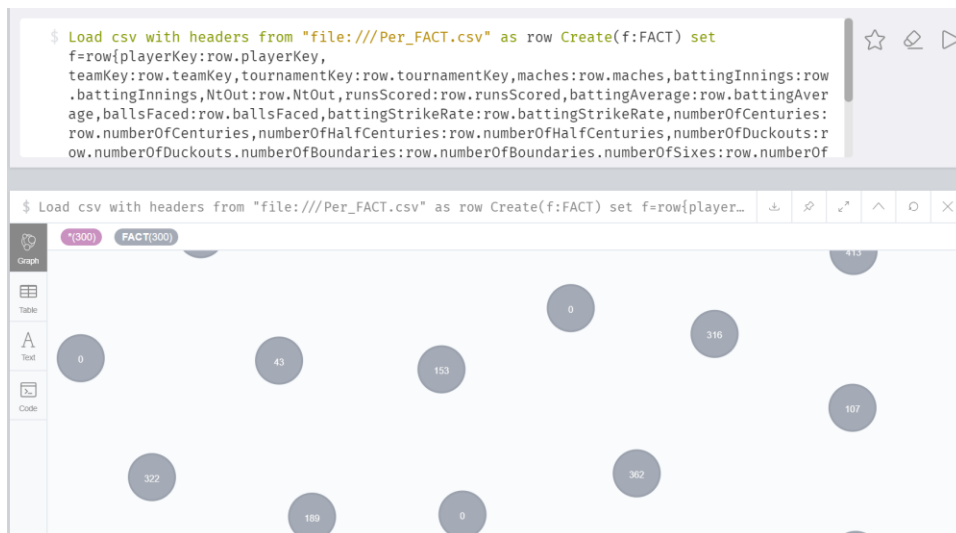 $ Load csv with headers from "file:///Per_FACT.csv" as row Create(f:FACT) set
f=row{playerKey:row.playerKey,
teamKey:row.teamKey,tournamentKey:row.tournamentKey,maches:row.maches,battingInnings:row
.battingInnings,NtOut:row.NtOut,runsScored:row.runsScored,battingAverage:row.battingAver
age,ballsFaced:row.ballsFaced,battingStrikeRate:row.battingStrikeRate,numberOfCenturies:
row.numberOfCenturies,numberOfHalfCenturies:row.numberOfHalfCenturies,numberOfDuckouts:r
ow.numberOfDuckouts,numberOfBoundaries:row.numberOfBoundaries,numberOfSixes:row.numberOf
$ Load csv with headers from "file:///Per_FACT.csv" as row Create(f:FACT) set f=row{player…
*(300) FACT(300)
Graph
Table
Text
Code
413
0
316
0
43
153
107
322
362
189
0